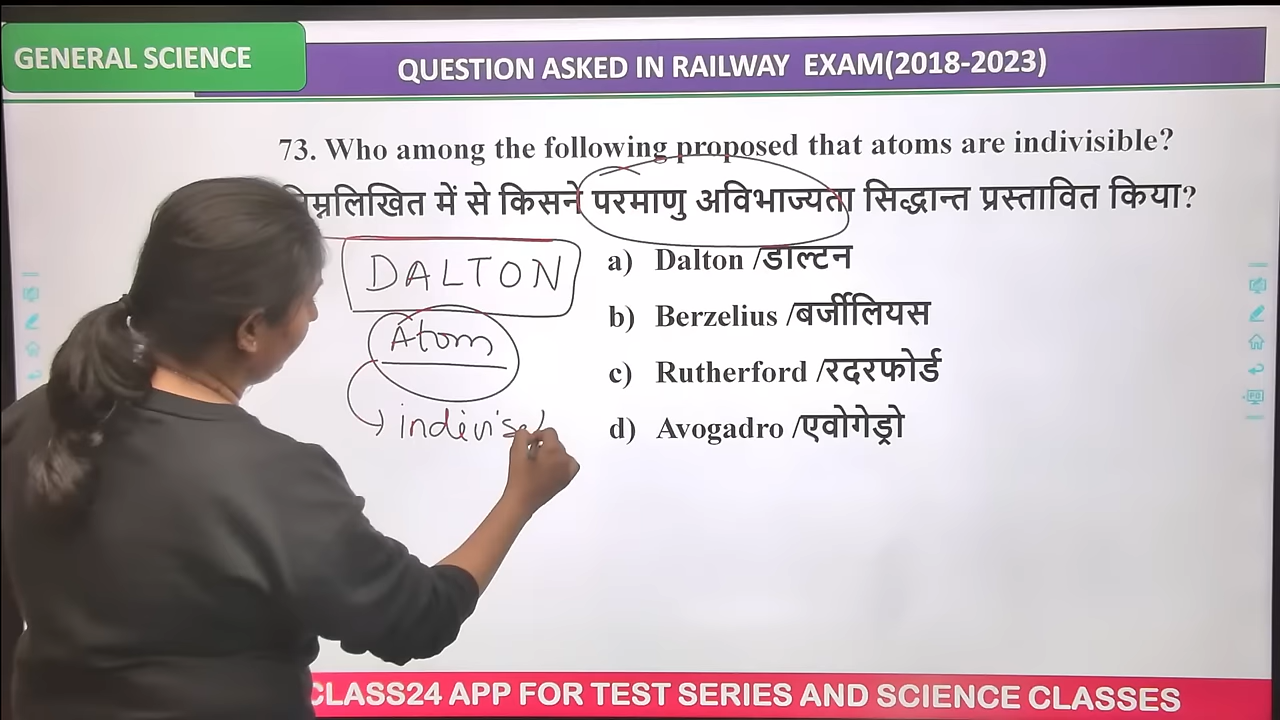 GENERAL SCIENCE
QUESTION ASKED IN RAILWAY EXAM(2018-2023)
73. Who among the following proposed that atoms are indivisible?
में से किसने परमाणु अविभाज्यता सिद्धान्त प्रस्तावित किया?
DALTON
Atom
a) Dalton /डाल्टन
b) Berzelius /बर्जीलियस
c) Rutherford /रदरफोर्ड
d) Avogadro /एवोगेड्रो
CLASS24 APP FOR TEST SERIES AND SCIENCE CLASSES